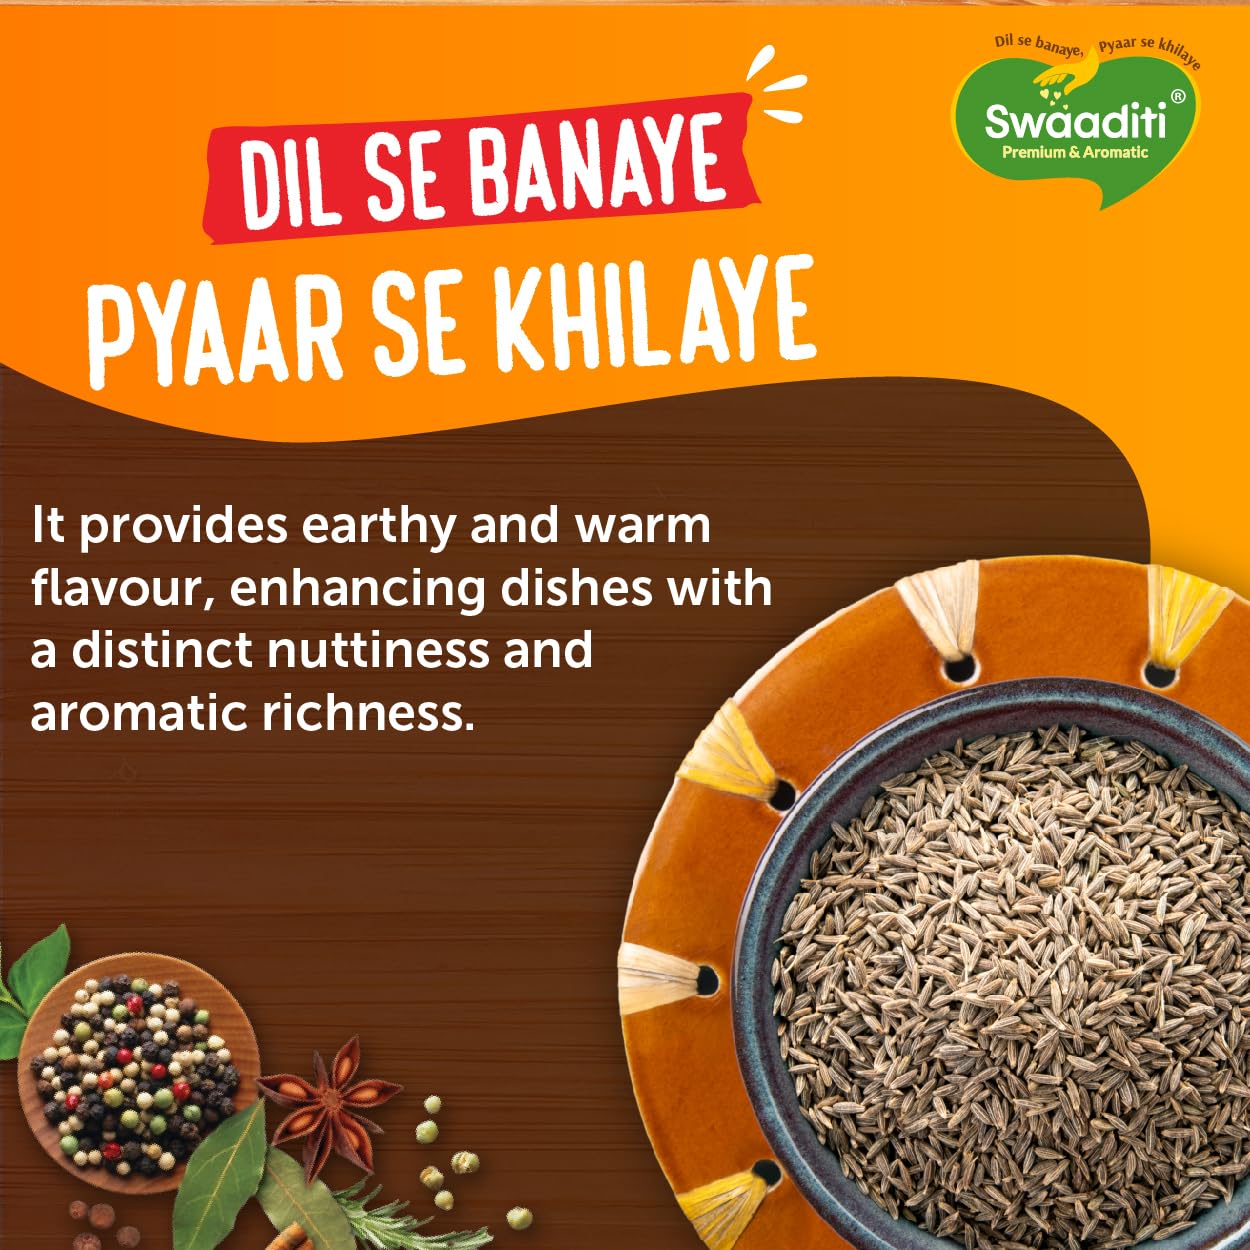 Dil se banaye, Pyaar se khilaye
Swaaditi®
Premium & Aromatic
DIL SE BANAYE
PYAAR SE KHILAYE
It provides earthy and warm
flavour, enhancing dishes with
a distinct nuttiness and
aromatic richness.